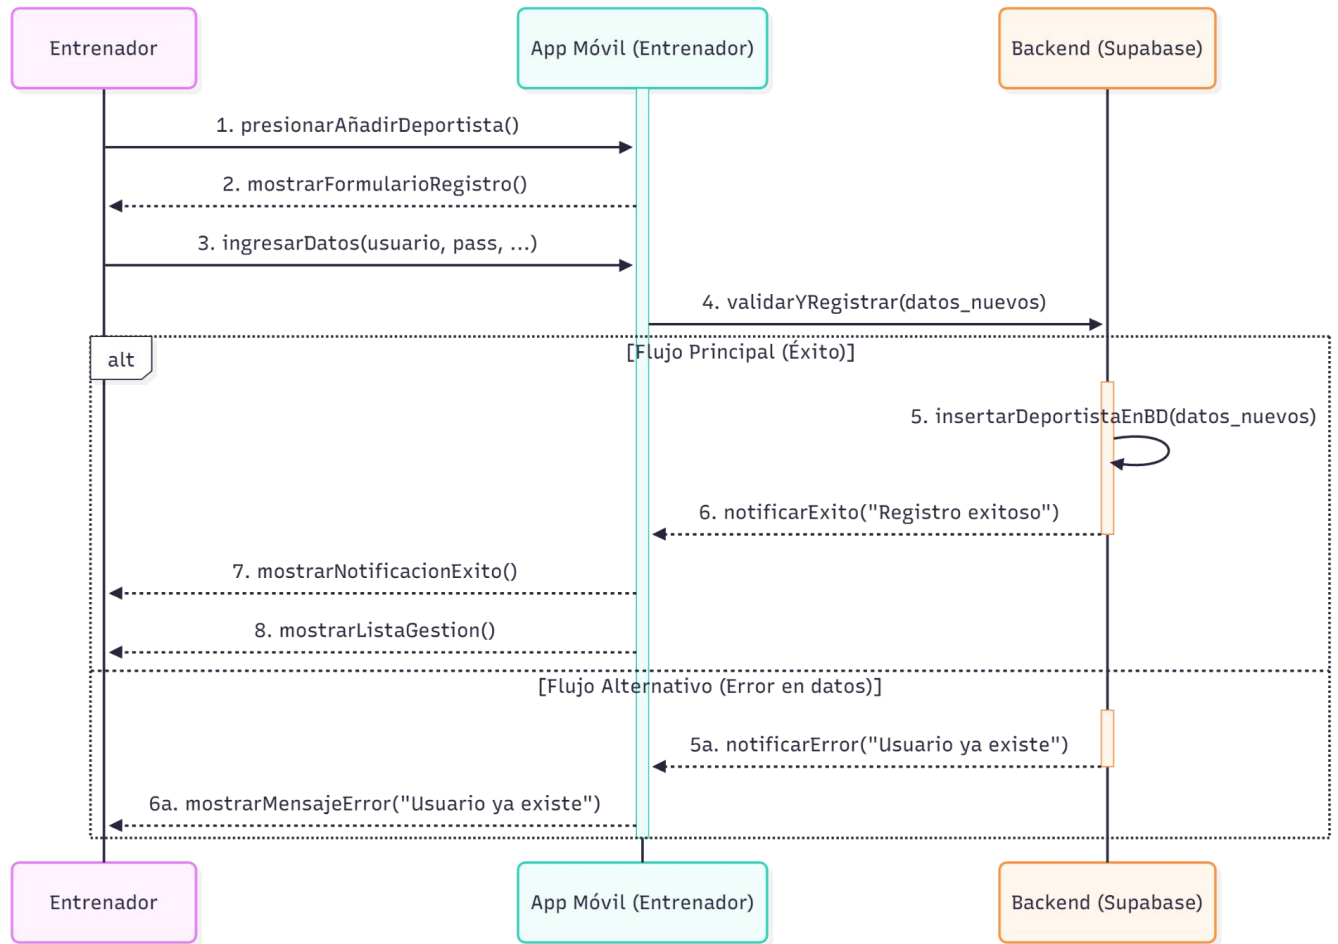 Entrenador
App Móvil (Entrenador)
Backend (Supabase)
1. presionarAñadirDeportista()
2. mostrarFormularioRegistro()
3. ingresarDatos(usuario, pass, ...)
4. validarYRegistrar(datos_nuevos)
alt
[Flujo Principal (Éxito)]
5. insertarDeportistaEnBD(datos_nuevos)
6. notificarExito("Registro exitoso")
7. mostrarNotificacionExito()
8. mostrarListaGestion()
[Flujo Alternativo (Error en datos)]
5a. notificarError("Usuario ya existe")
6a. mostrarMensajeError("Usuario ya existe")
Entrenador
App Móvil (Entrenador)
Backend (Supabase)